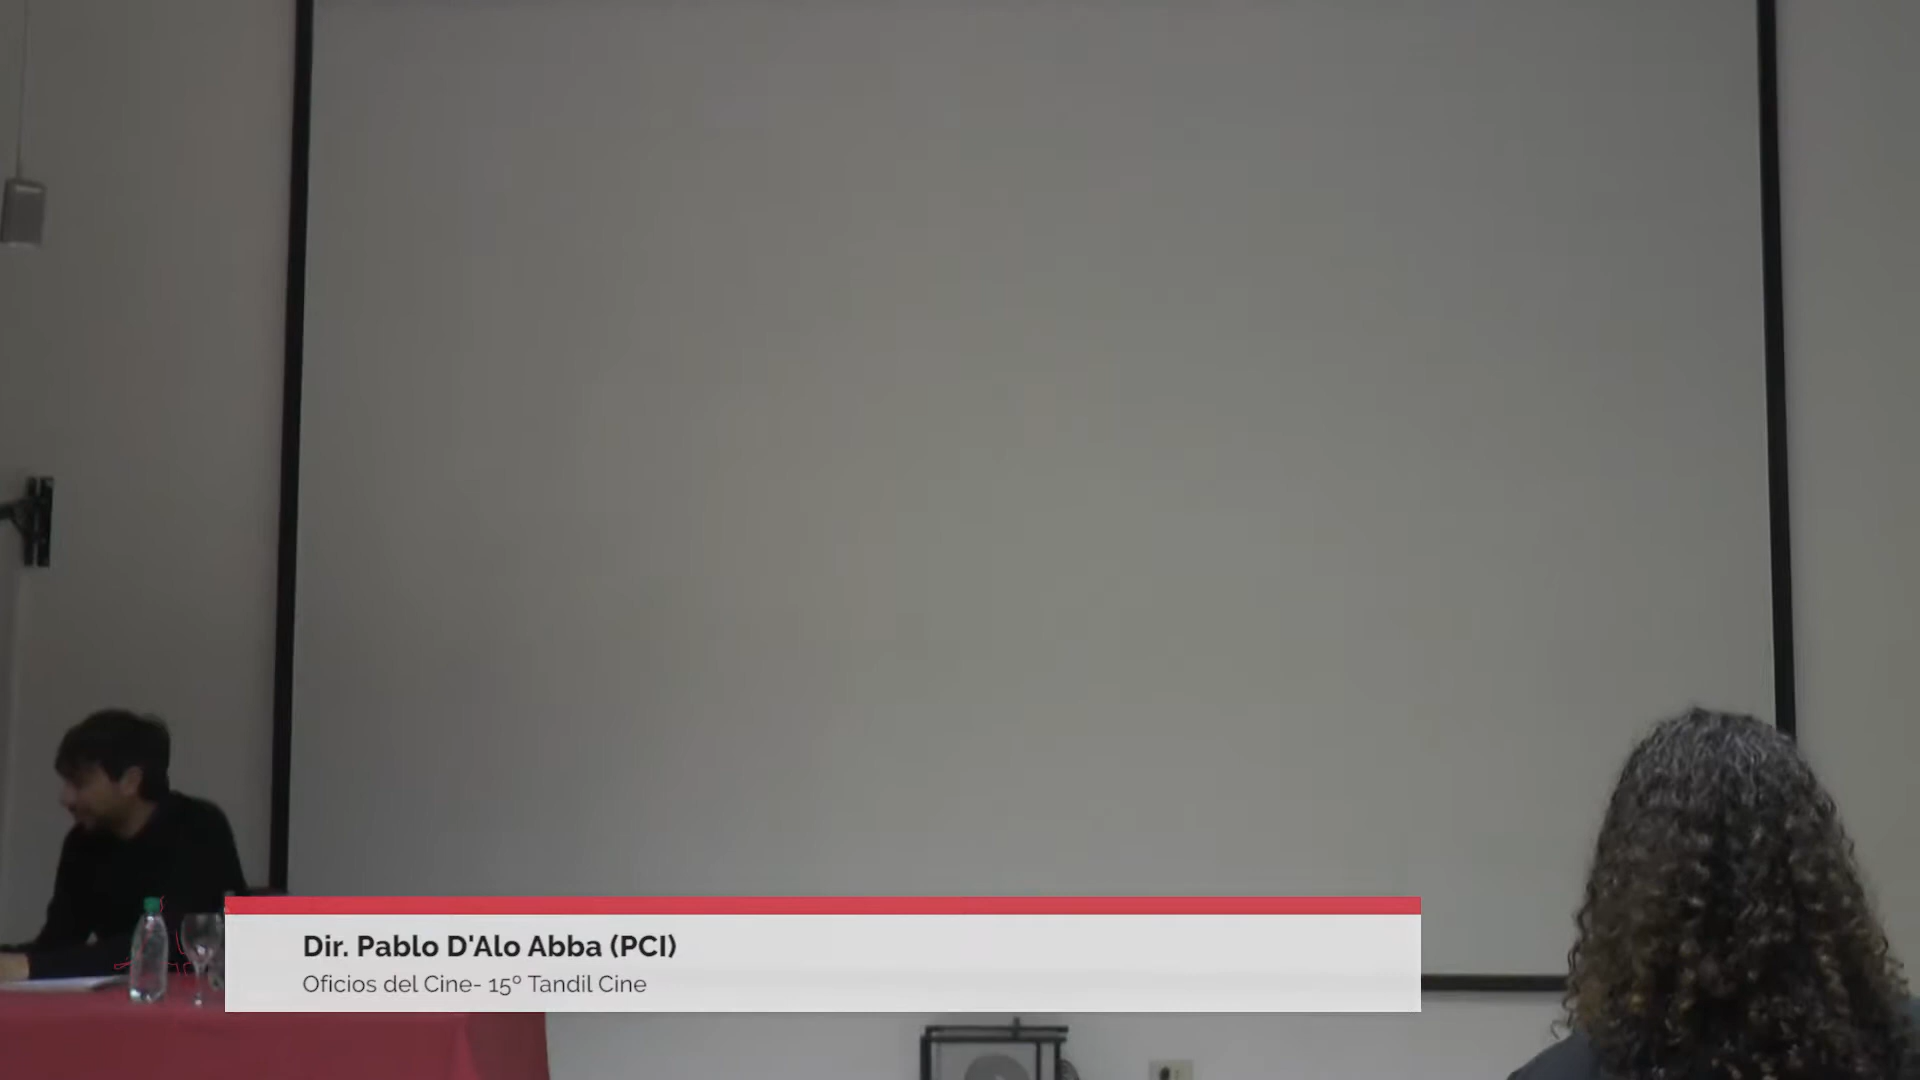 Dir. Pablo D'Alo Abba (PCI)
Oficios del Cine- 15º Tandil Cine